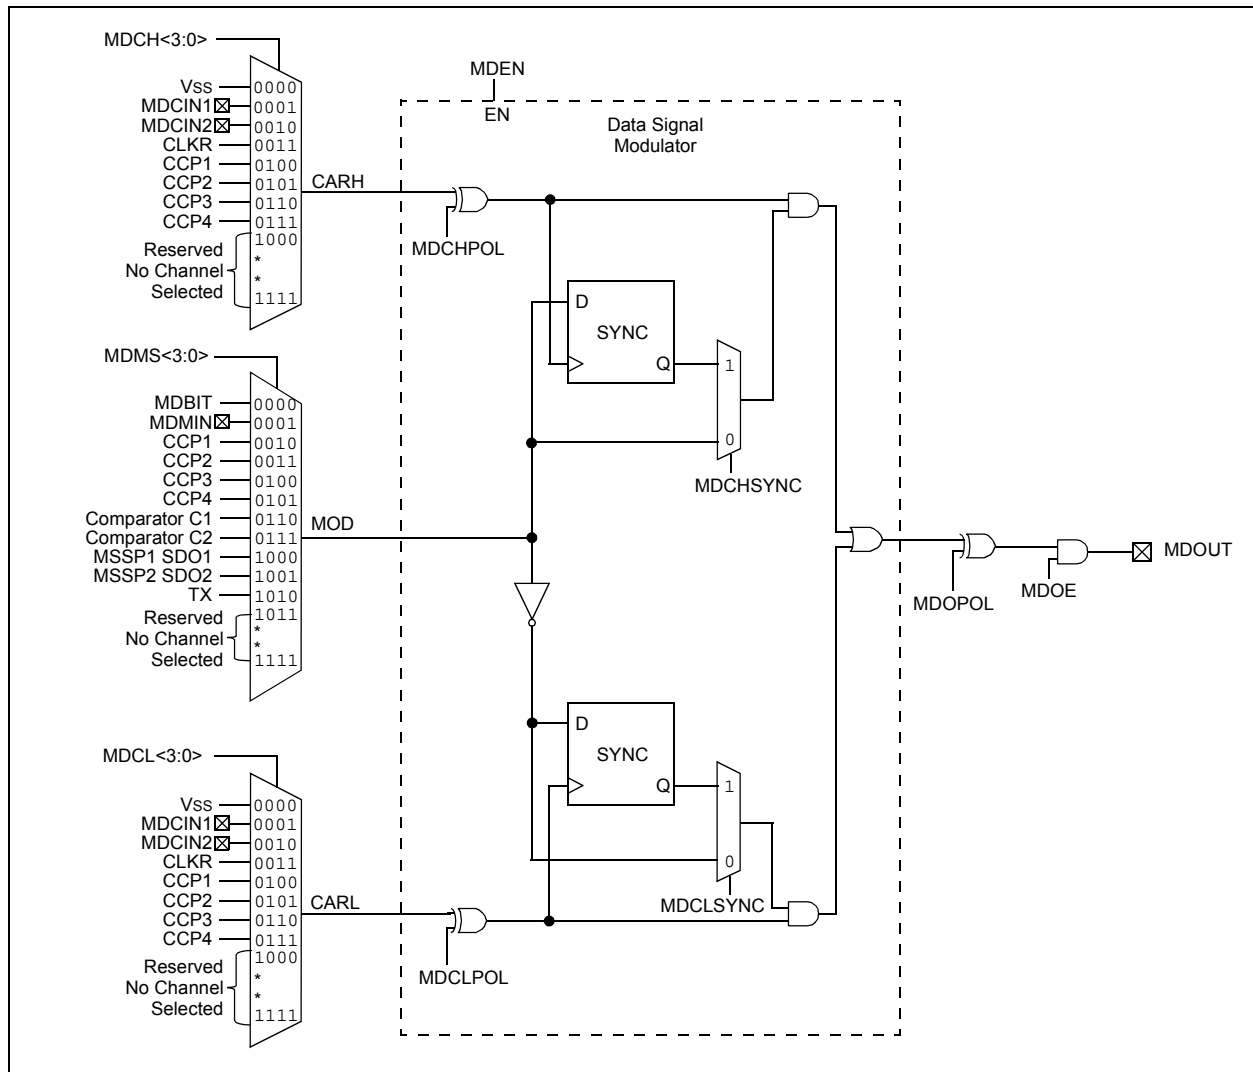 MDCH<3:0>
VSS 0000
MDCIN1 0001
MDCIN2 0010
CLKR 0011
CCP1 0100
CCP2 0101
CCP3 0110
CCP4 0111
Reserved
No Channel
Selected
1000
*
*
1111
CARH
MDMS<3:0>
MDBIT 0000
MDMIN 0001
CCP1 0010
CCP2 0011
CCP3 0100
CCP4 0101
Comparator C1 0110
Comparator C2 0111
MSSP1 SDO1 1000
MSSP2 SDO2 1001
TX 1010
Reserved
No Channel
Selected
1011
*
*
1111
MOD
MDCL<3:0>
VSS 0000
MDCIN1 0001
MDCIN2 0010
CLKR 0011
CCP1 0100
CCP2 0101
CCP3 0110
CCP4 0111
Reserved
No Channel
Selected
1000
*
*
1111
CARL
MDEN
EN
Data Signal
Modulator
MDCHPOL
D
SYNC
Q
1
0
MDCHSYNC
D
SYNC
Q
1
0
MDCLSYNC
MDCLPOL
MDOPOL
MDOE
MDOUT